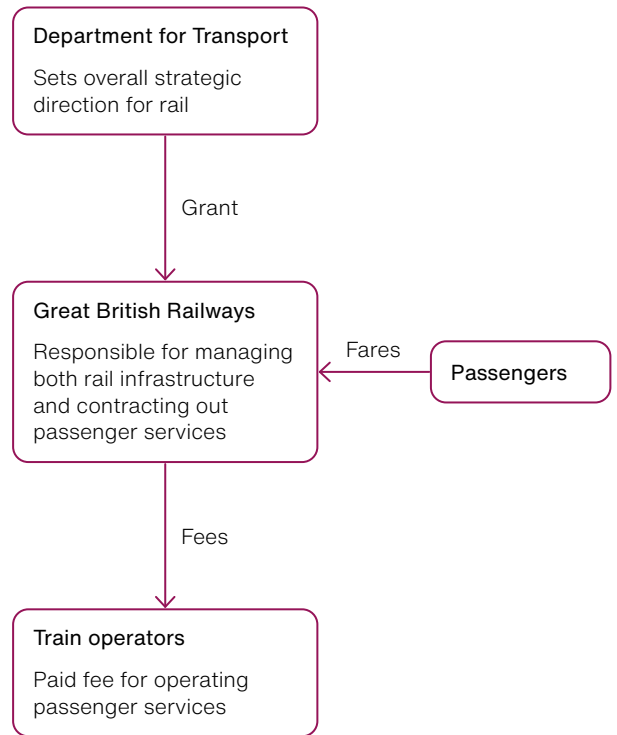 Department for Transport
Sets overall strategic
direction for rail
Grant
Great British Railways
Responsible for managing
both rail infrastructure
and contracting out
passenger services
Fares
Passengers
Fees
Train operators
Paid fee for operating
passenger services